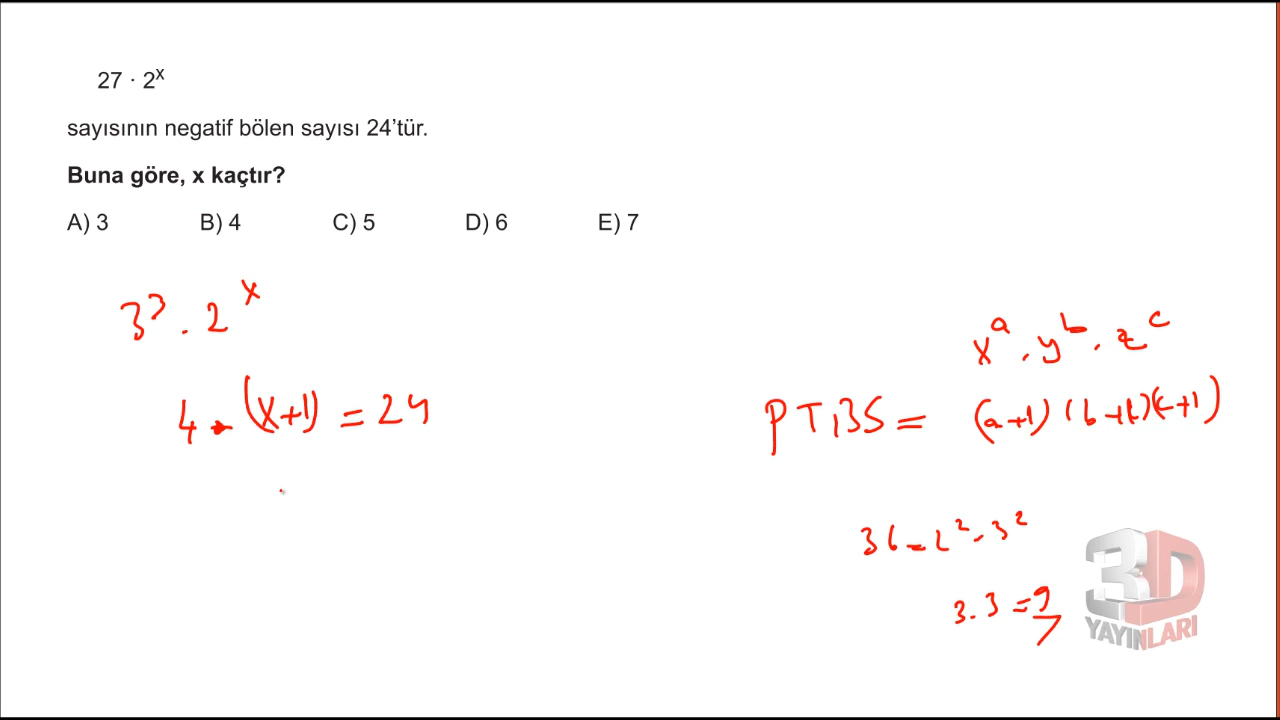 27 · 2ˣ
sayısının negatif bölen sayısı 24'tür.
Buna göre, x kaçtır?
A) 3 B) 4 C) 5 D) 6 E) 7
3³ . 2ˣ
4 . (x+1) = 24
xᵃ . yᵇ . zᶜ
PTBS = (a+1) (b+1)(c+1)
36 = 2² . 3²
3 . 3 = 9
3D
YAYINLARI